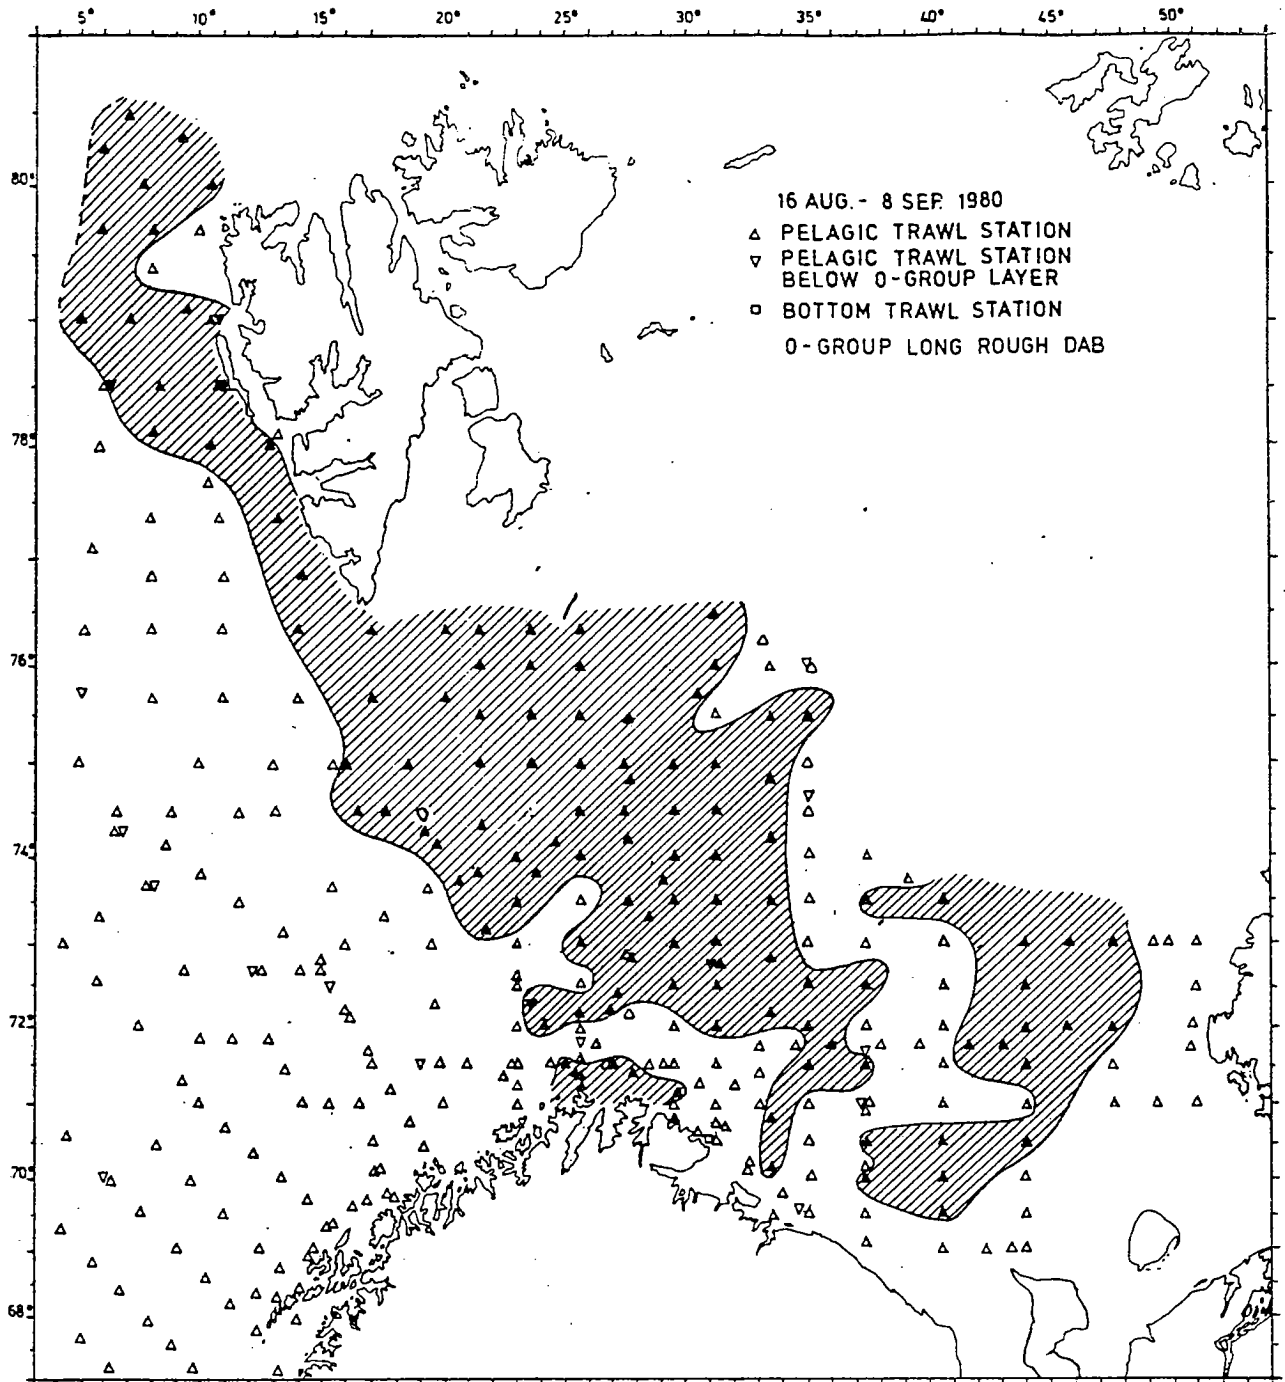 5° 10° 15° 20° 25° 30° 35° 40° 45° 50°
80°
16 AUG. - 8 SEP. 1980
△ PELAGIC TRAWL STATION
▽ PELAGIC TRAWL STATION
BELOW 0-GROUP LAYER
□ BOTTOM TRAWL STATION
0-GROUP LONG ROUGH DAB
78°
76°
74°
72°
70°
68°